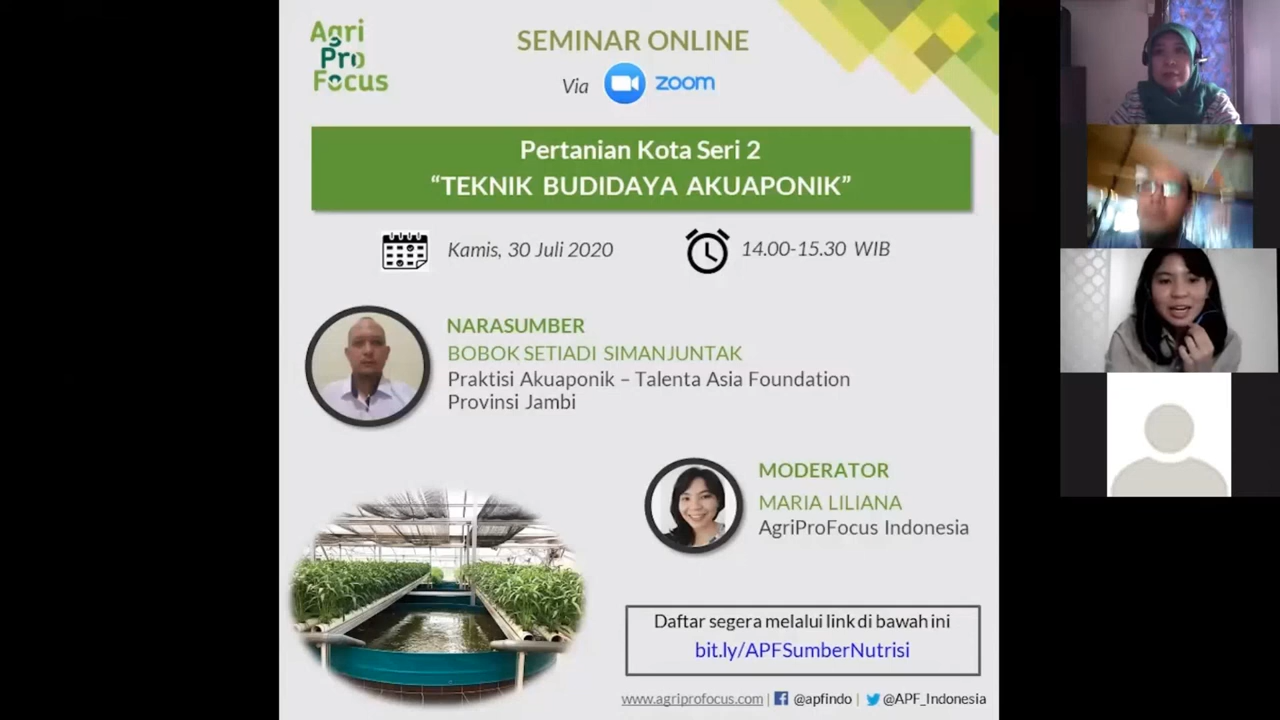 Agri
Pro
Focus
SEMINAR ONLINE
Via zoom
Pertanian Kota Seri 2
“TEKNIK BUDIDAYA AKUAPONIK”
Kamis, 30 Juli 2020
14.00-15.30 WIB
NARASUMBER
BOBOK SETIADI SIMANJUNTAK
Praktisi Akuaponik – Talenta Asia Foundation
Provinsi Jambi
MODERATOR
MARIA LILIANA
AgriProFocus Indonesia
Daftar segera melalui link di bawah ini
bit.ly/APFSumberNutrisi
www.agriprofocus.com | @apfindo | @APF_Indonesia